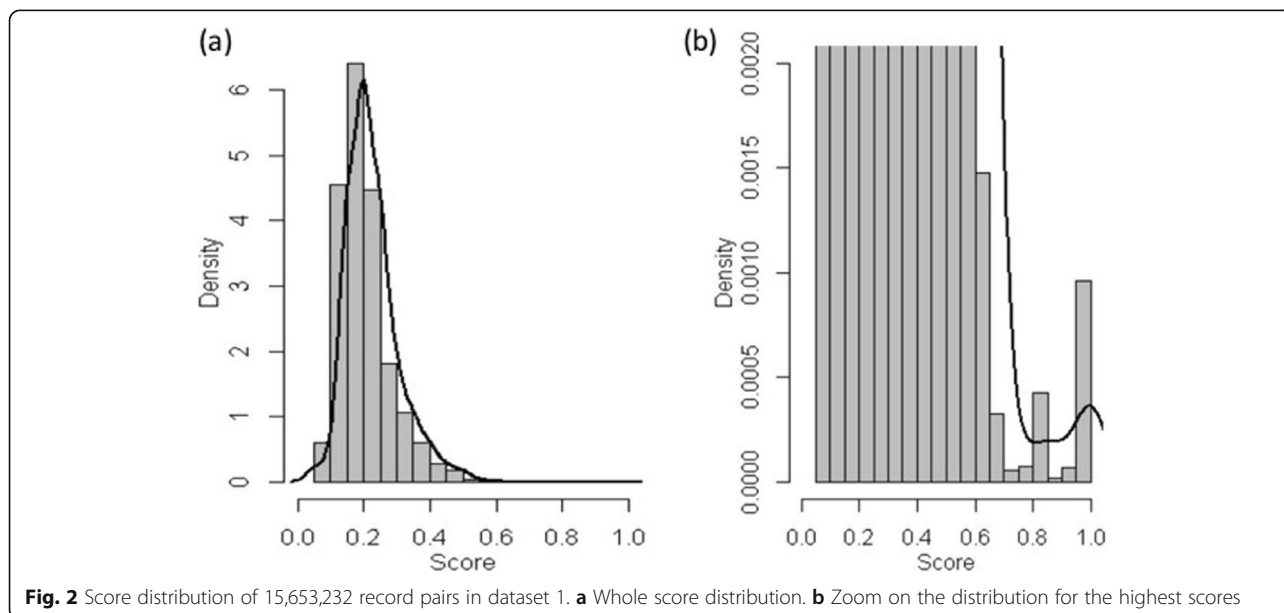 (a)
Density
0 1 2 3 4 5 6
0.0 0.2 0.4 0.6 0.8 1.0
Score
(b)
Density
0.0000 0.0005 0.0010 0.0015 0.0020
0.0 0.2 0.4 0.6 0.8 1.0
Score
Fig. 2 Score distribution of 15,653,232 record pairs in dataset 1. a Whole score distribution. b Zoom on the distribution for the highest scores